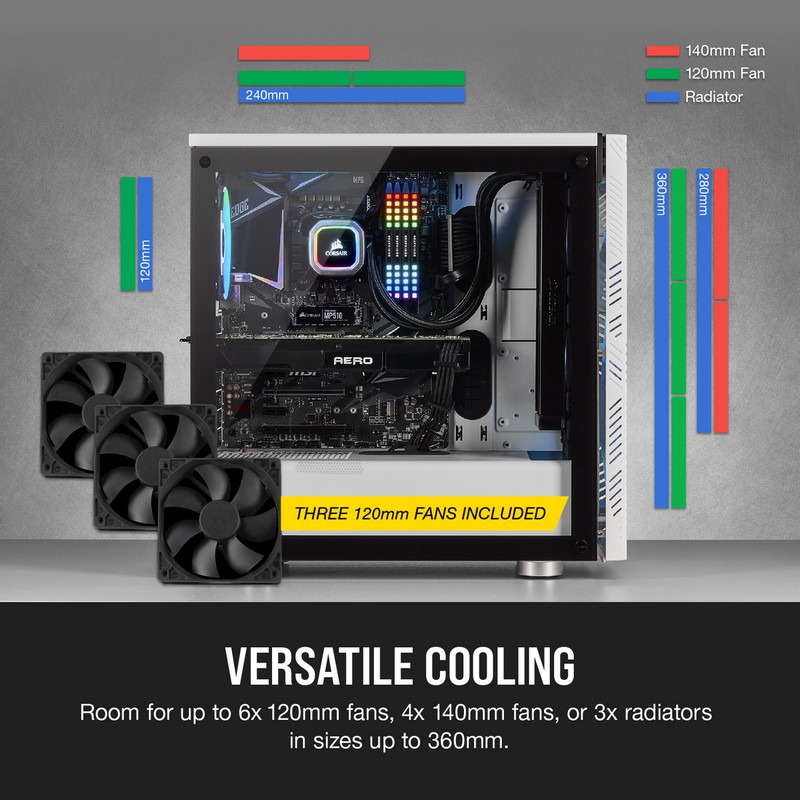 140mm Fan
120mm Fan
240mm
Radiator
360mm
280mm
120mm
CORSAIR
MP510
AERO
msi
THREE 120mm FANS INCLUDED
VERSATILE COOLING
Room for up to 6x 120mm fans, 4x 140mm fans, or 3x radiators
in sizes up to 360mm.